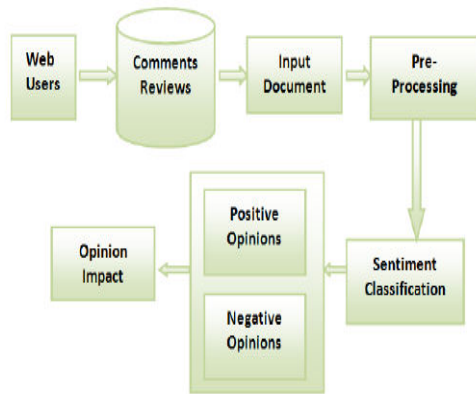 Web
Users
Comments
Reviews
Input
Document
Pre-
Processing
Positive
Opinions
Opinion
Impact
Sentiment
Classification
Negative
Opinions